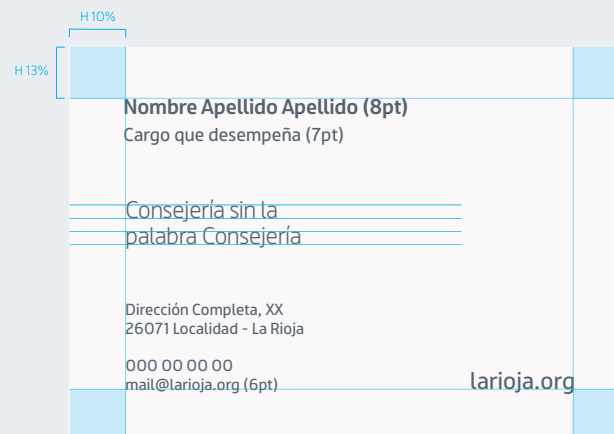 H 10%
H 13%
Nombre Apellido Apellido (8pt)
Cargo que desempeña (7pt)
Consejería sin la
palabra Consejería
Dirección Completa, XX
26071 Localidad - La Rioja
000 00 00 00
mail@larioja.org (6pt)
larioja.org